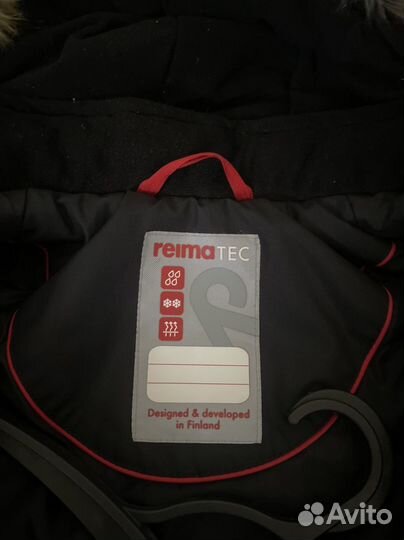 reimaTEC
Designed & developed
in Finland
Avito